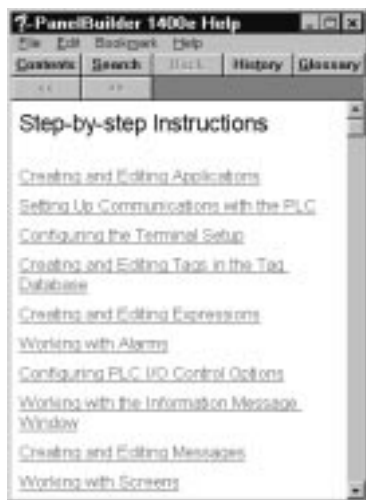 PanelBuilder 1400e Help
File Edit Bookmark Help
Contents Search Back History Glossary
<< >>
Step-by-step Instructions
Creating and Editing Applications
Setting Up Communications with the PLC
Configuring the Terminal Setup
Creating and Editing Tags in the Tag
Database
Creating and Editing Expressions
Working with Alarms
Configuring PLC I/O Control Options
Working with the Information Message
Window
Creating and Editing Messages
Working with Screens